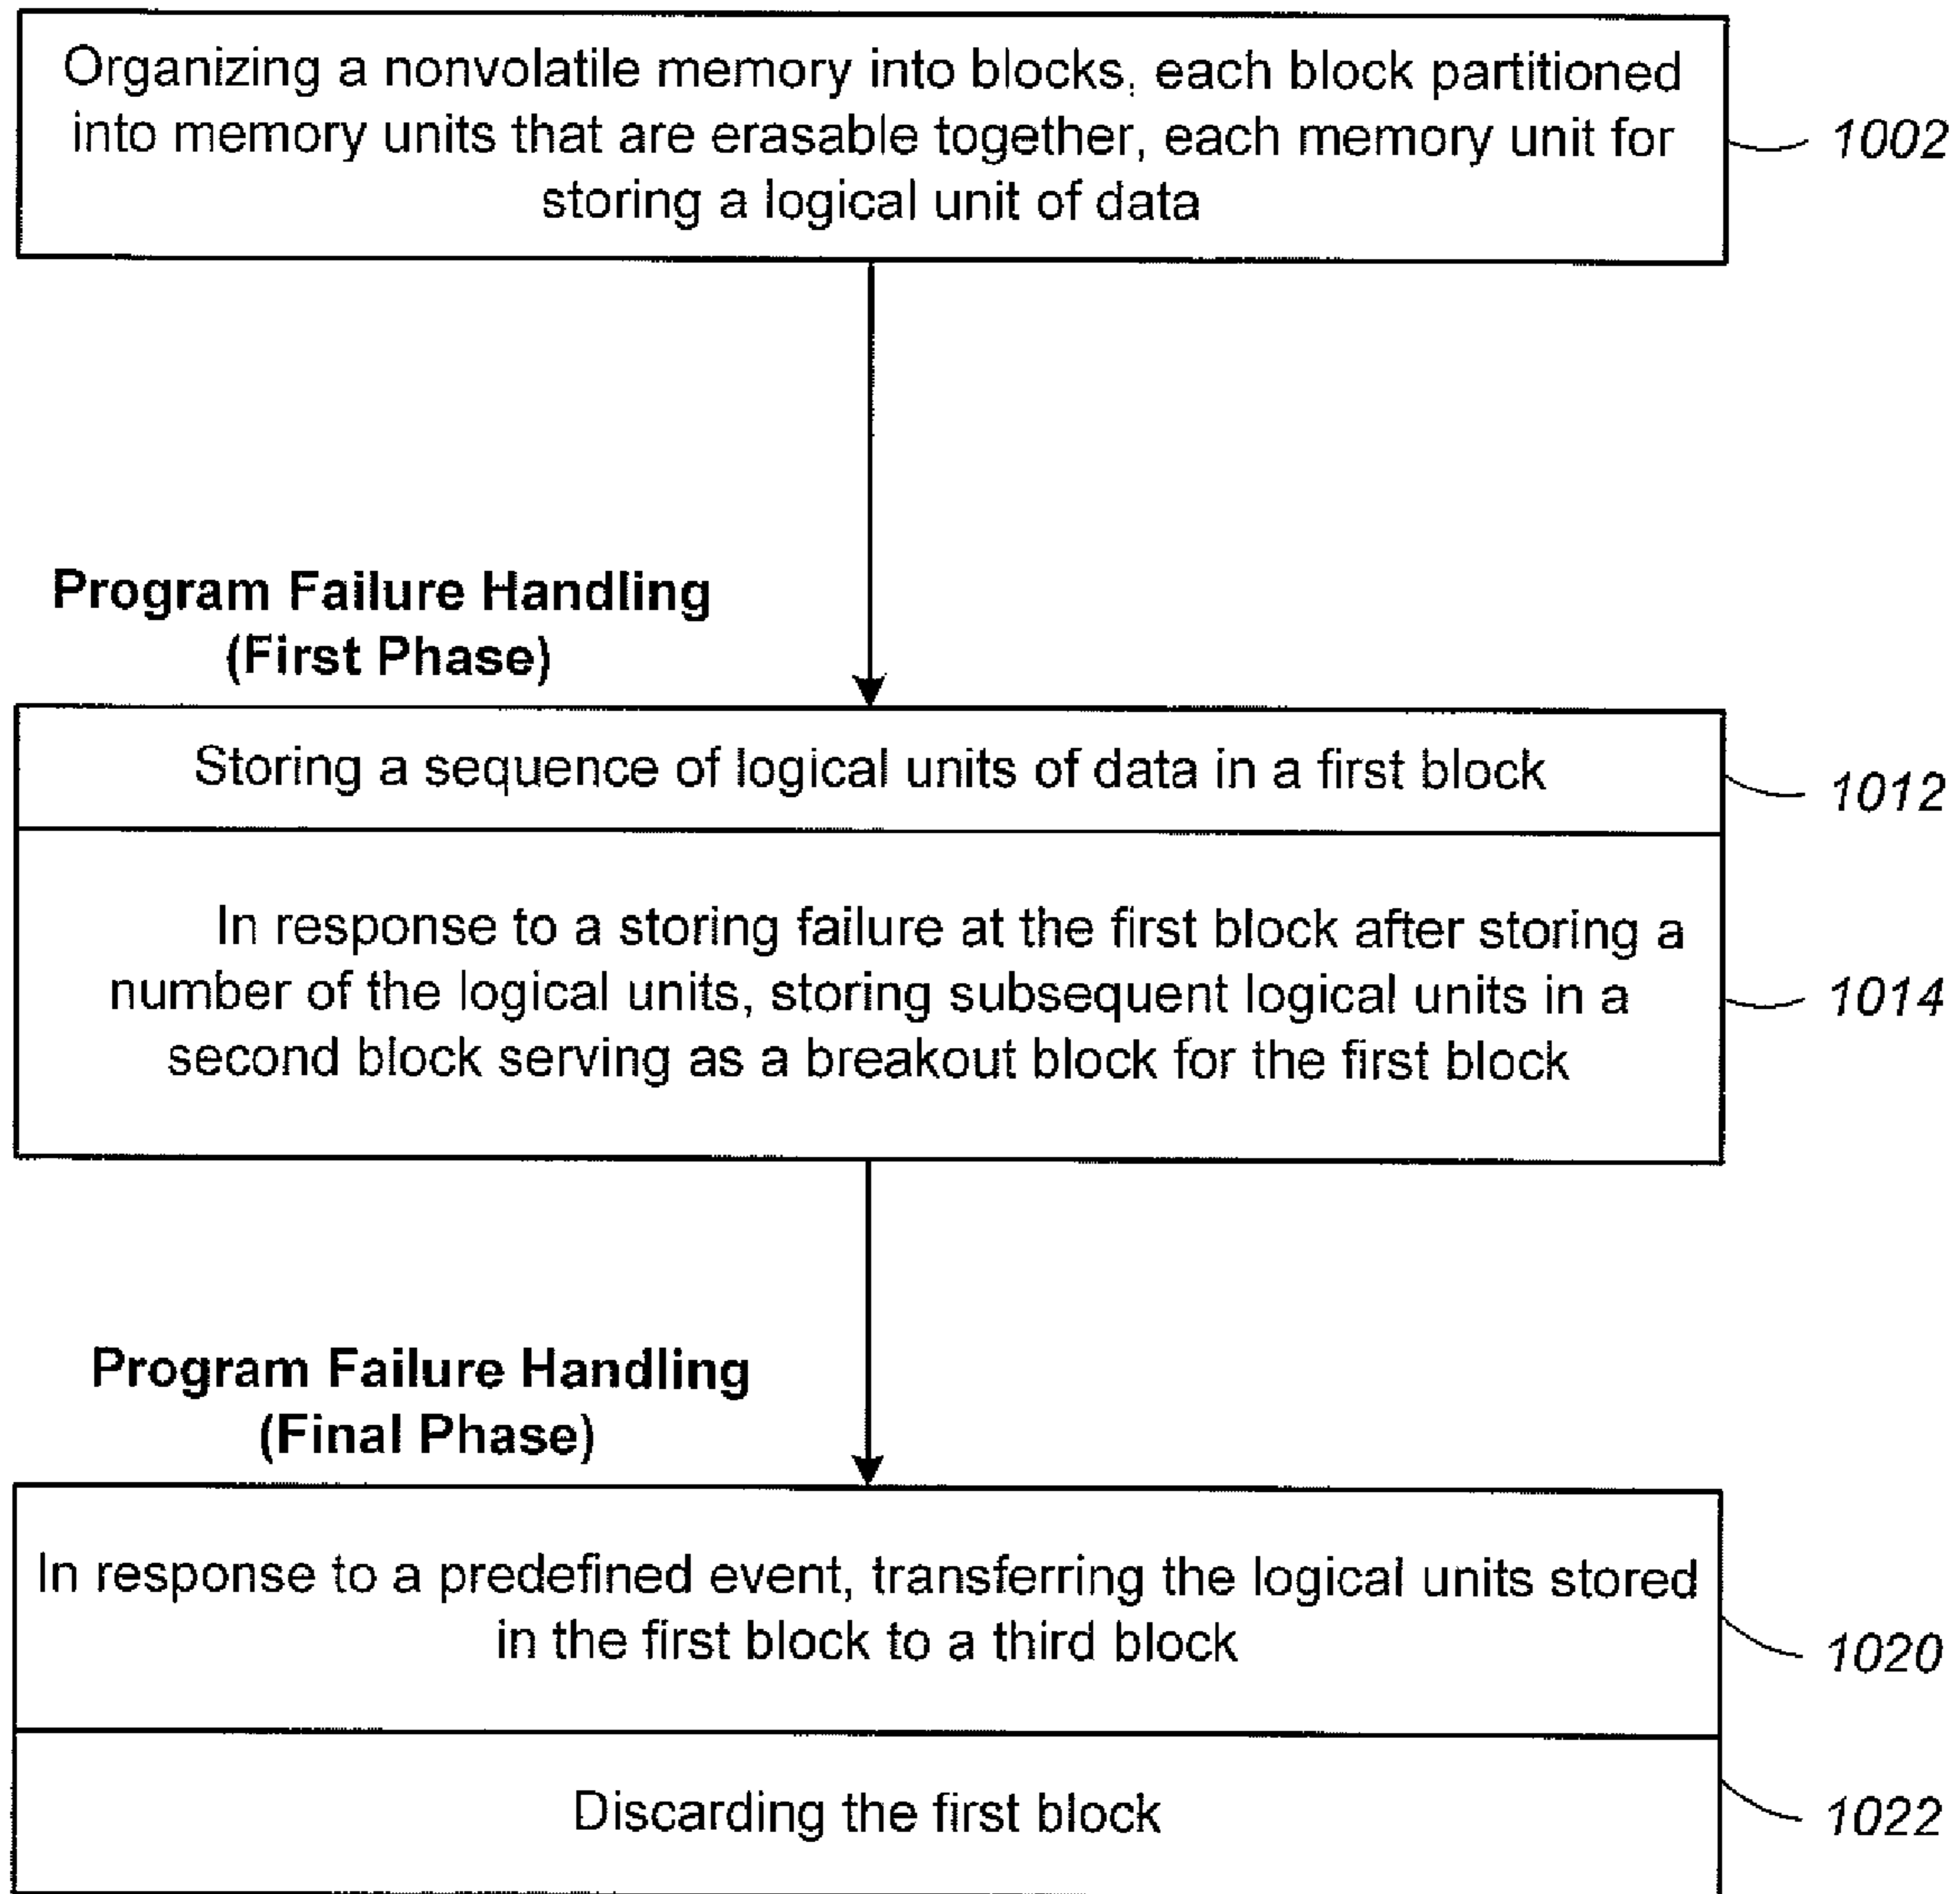 Organizing a nonvolatile memory into blocks, each block partitioned
into memory units that are erasable together, each memory unit for
storing a logical unit of data
1002
Program Failure Handling
(First Phase)
Storing a sequence of logical units of data in a first block
1012
In response to a storing failure at the first block after storing a
number of the logical units, storing subsequent logical units in a
second block serving as a breakout block for the first block
1014
Program Failure Handling
(Final Phase)
In response to a predefined event, transferring the logical units stored
in the first block to a third block
1020
Discarding the first block
1022